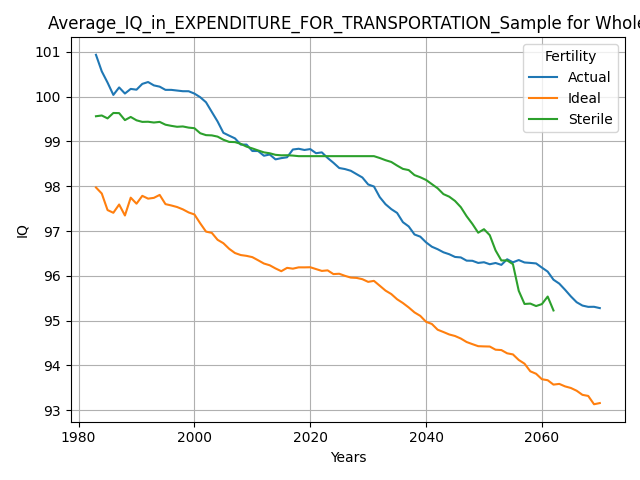 Average_IQ_in_EXPENDITURE_FOR_TRANSPORTATION_Sample for Whole
101
100
99
98
97
96
95
94
93
IQ
1980
2000
2020
2040
2060
Years
Fertility
Actual
Ideal
Sterile